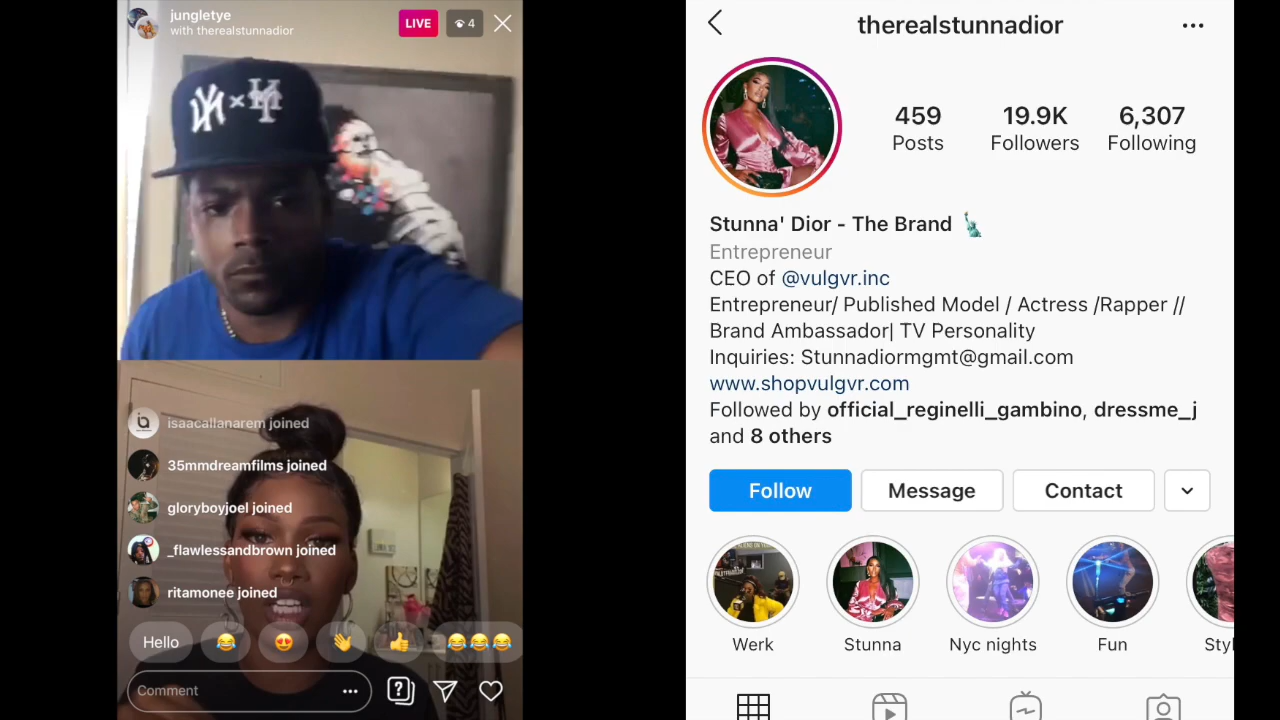 jungletye
with therealstunnadior
LIVE
4
NY x HY
isaacallanarem joined
35mmdreamfilms joined
gloryboyjoel joined
_flawlessandbrown joined
ritamonee joined
Hello 😂 😍 👋 👍 😂😂😂
Comment
therealstunnadior
459
Posts
19.9K
Followers
6,307
Following
Stunna' Dior - The Brand 🗽
Entrepreneur
CEO of @vulgvr.inc
Entrepreneur/ Published Model / Actress /Rapper //
Brand Ambassador| TV Personality
Inquiries: Stunnadiormgmt@gmail.com
www.shopvulgvr.com
Followed by official_reginelli_gambino, dressme_j
and 8 others
Follow
Message
Contact
Werk
Stunna
Nyc nights
Fun
Styl